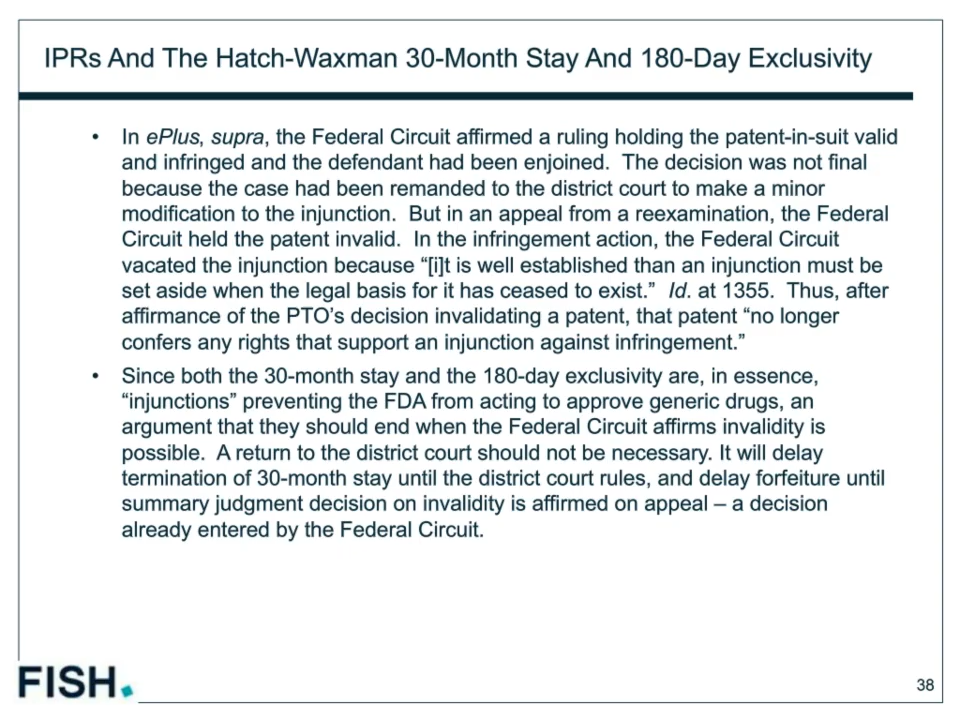 IPRs And The Hatch-Waxman 30-Month Stay And 180-Day Exclusivity
• In ePlus, supra, the Federal Circuit affirmed a ruling holding the patent-in-suit valid
and infringed and the defendant had been enjoined.  The decision was not final
because the case had been remanded to the district court to make a minor
modification to the injunction.  But in an appeal from a reexamination, the Federal
Circuit held the patent invalid.  In the infringement action, the Federal Circuit
vacated the injunction because “[i]t is well established than an injunction must be
set aside when the legal basis for it has ceased to exist.”  Id. at 1355.  Thus, after
affirmance of the PTO’s decision invalidating a patent, that patent “no longer
confers any rights that support an injunction against infringement.”
• Since both the 30-month stay and the 180-day exclusivity are, in essence,
“injunctions” preventing the FDA from acting to approve generic drugs, an
argument that they should end when the Federal Circuit affirms invalidity is
possible.  A return to the district court should not be necessary. It will delay
termination of 30-month stay until the district court rules, and delay forfeiture until
summary judgment decision on invalidity is affirmed on appeal – a decision
already entered by the Federal Circuit.
FISH.
38